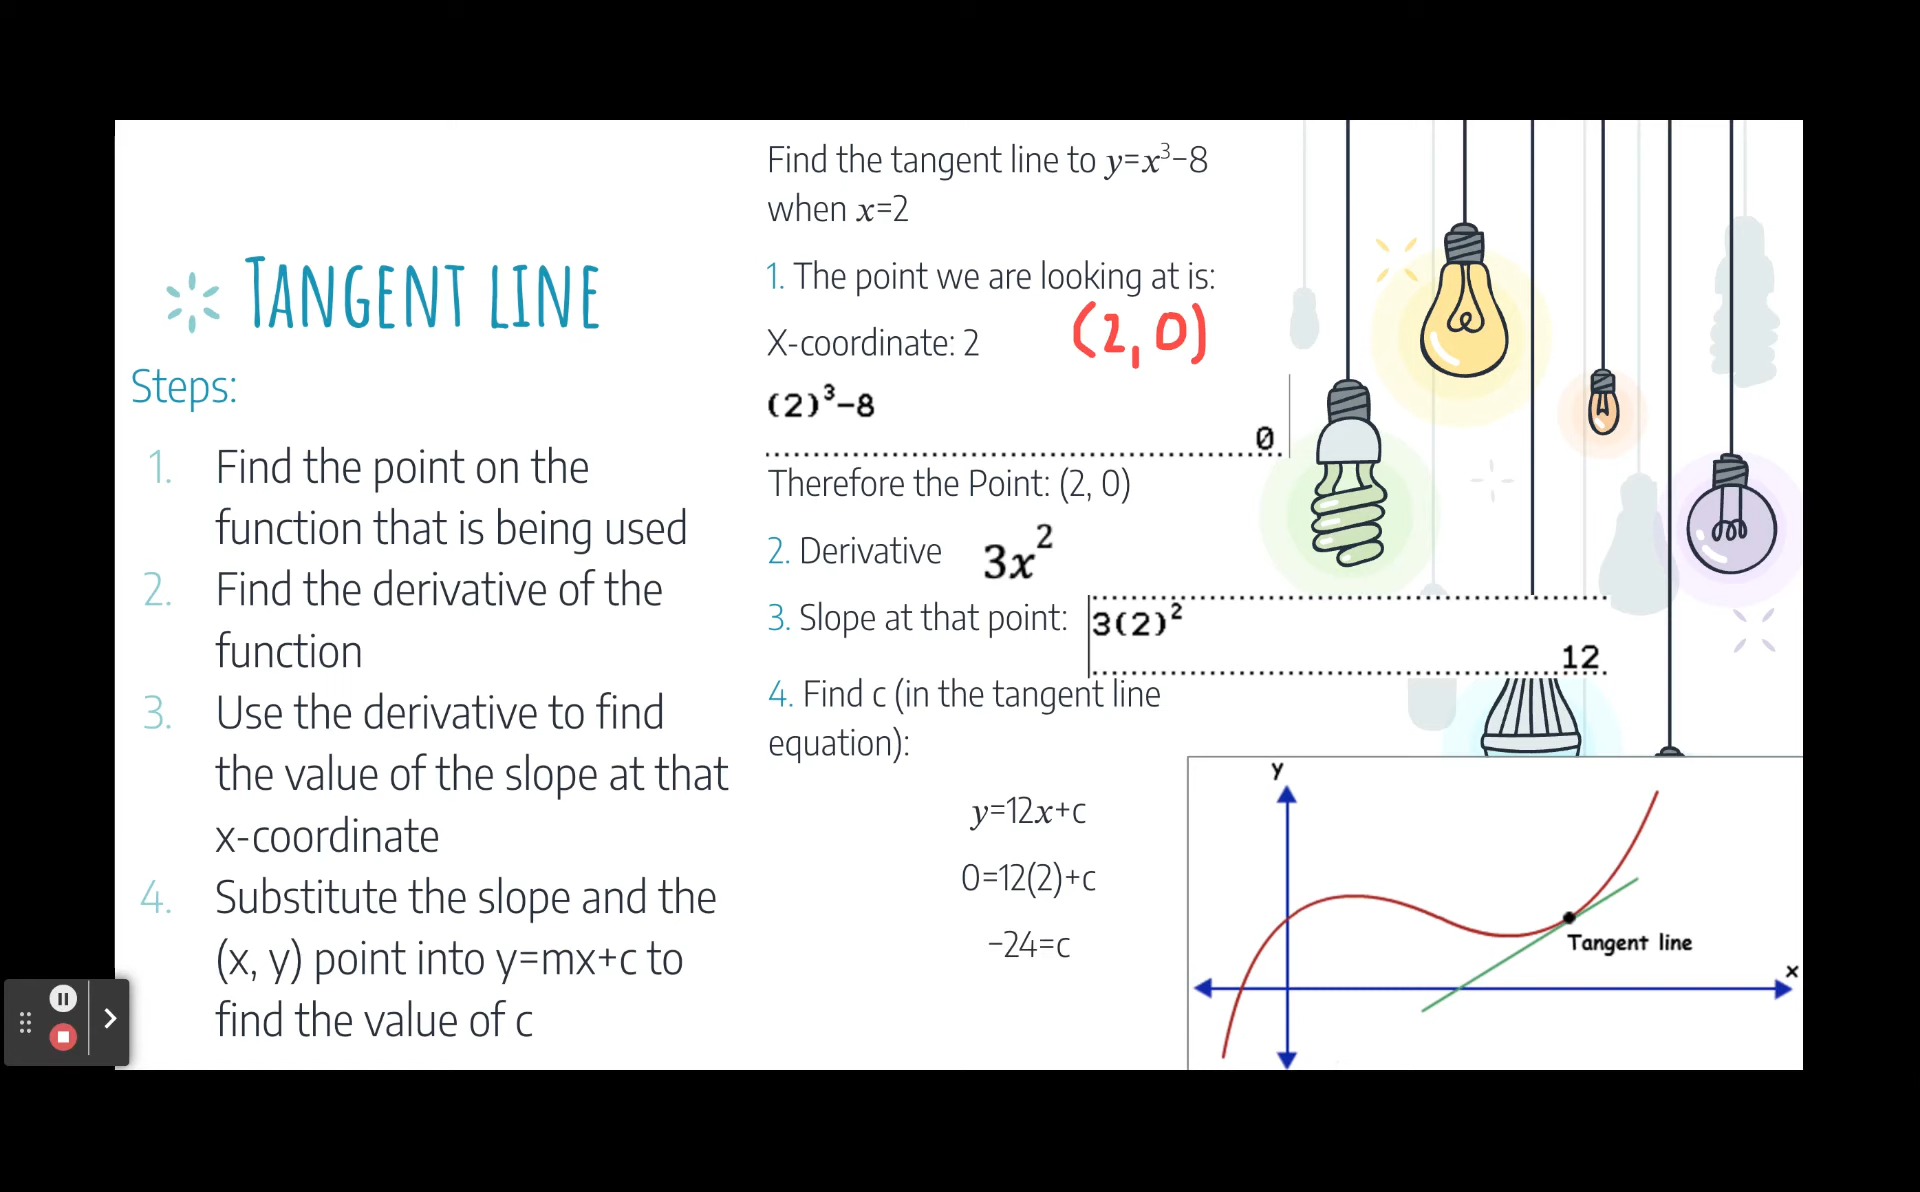 TANGENT LINE
Steps:
1. Find the point on the
function that is being used
2. Find the derivative of the
function
3. Use the derivative to find
the value of the slope at that
x-coordinate
4. Substitute the slope and the
(x, y) point into y=mx+c to
find the value of c
Find the tangent line to y=x³−8
when x=2
1. The point we are looking at is:
X-coordinate: 2
(2, 0)
(2)³−8
0
Therefore the Point: (2, 0)
2. Derivative 3x²
3. Slope at that point: 3(2)²
12
4. Find c (in the tangent line
equation):
y=12x+c
0=12(2)+c
−24=c
y
Tangent line
x